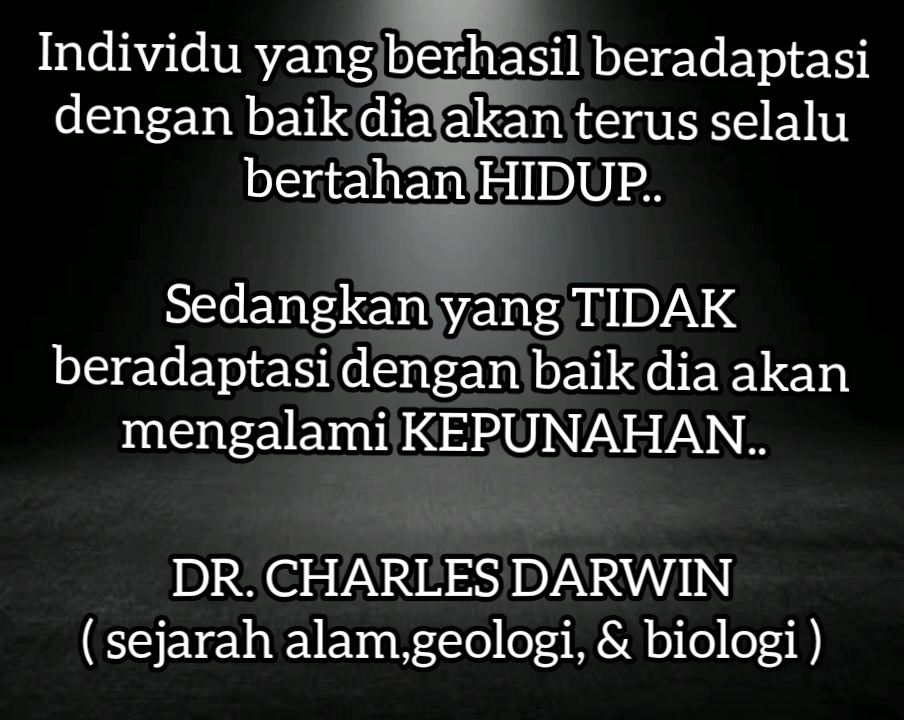 Individu yang berhasil beradaptasi
dengan baik dia akan terus selalu
bertahan HIDUP..
Sedangkan yang TIDAK
beradaptasi dengan baik dia akan
mengalami KEPUNAHAN..
DR. CHARLES DARWIN
( sejarah alam,geologi, & biologi )